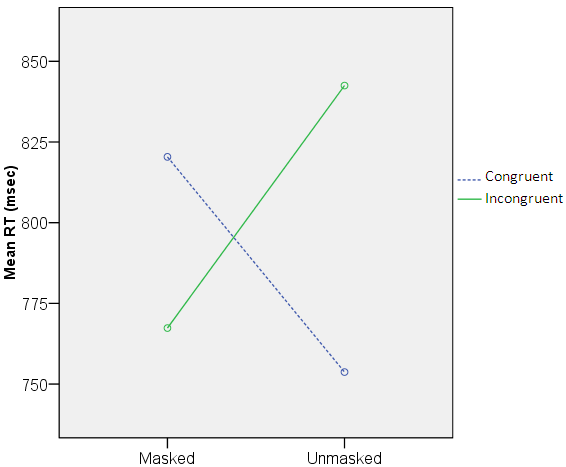 850
825
800
775
750
Mean RT (msec)
Masked
Unmasked
Congruent
Incongruent